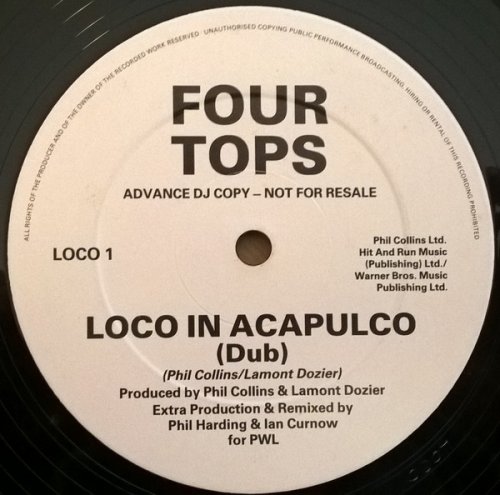 ALL RIGHTS OF THE PRODUCER AND OF THE OWNER OF THE RECORDED WORK RESERVED UNAUTHORISED COPYING PUBLIC PERFORMANCE BROADCASTING, HIRING OR RENTAL OF THIS RECORDING PROHIBITED
FOUR
TOPS
ADVANCE DJ COPY – NOT FOR RESALE
LOCO 1
Phil Collins Ltd.
Hit And Run Music
(Publishing) Ltd./
Warner Bros. Music
Publishing Ltd.
LOCO IN ACAPULCO
(Dub)
(Phil Collins/Lamont Dozier)
Produced by Phil Collins & Lamont Dozier
Extra Production & Remixed by
Phil Harding & Ian Curnow
for PWL